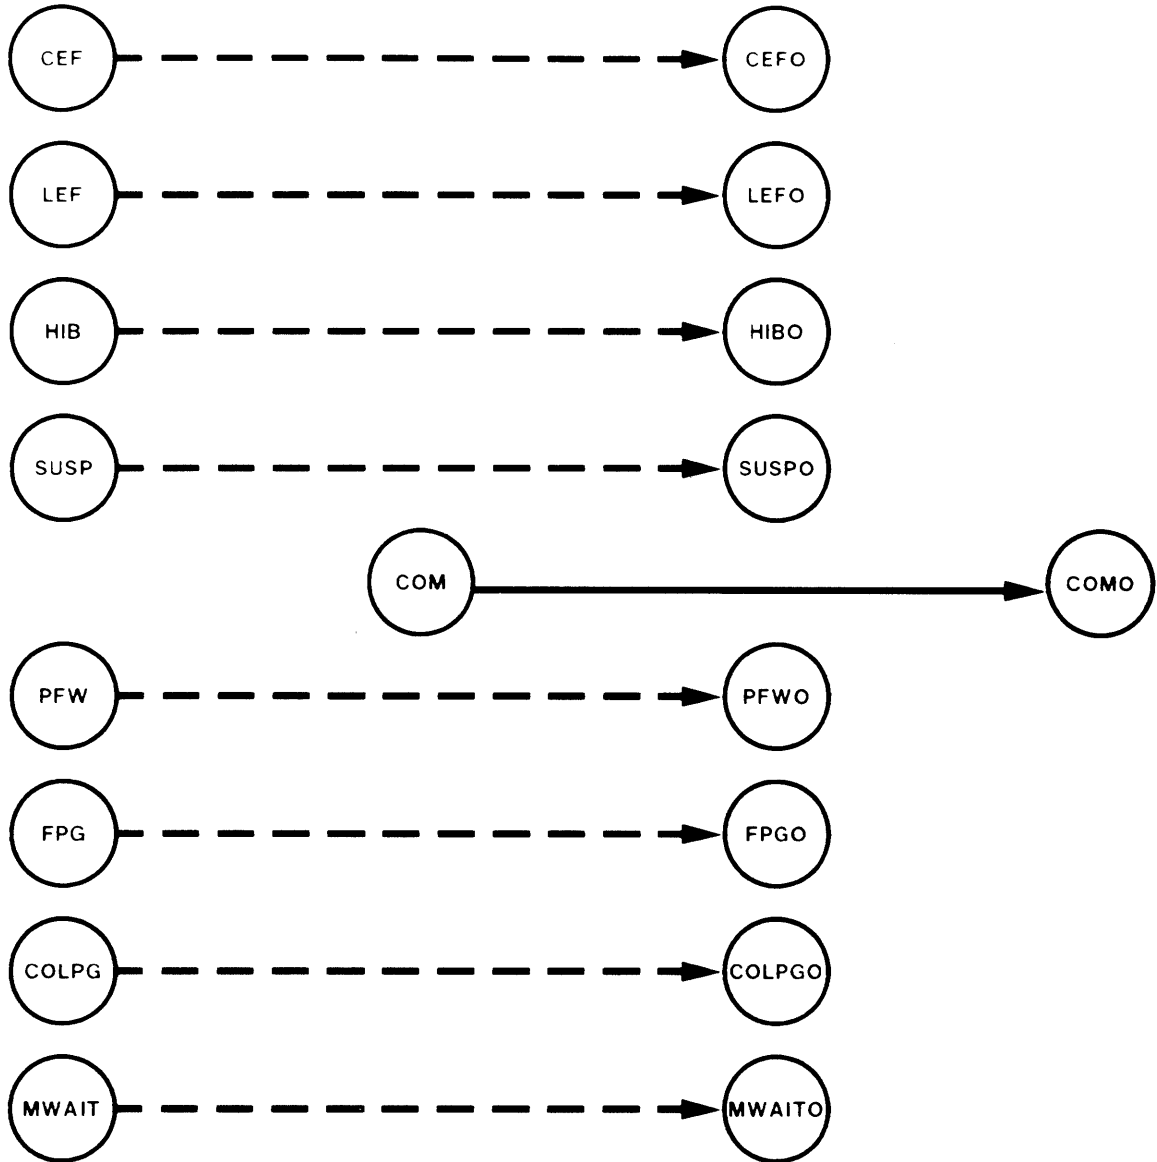 CEF CEFO
LEF LEFO
HIB HIBO
SUSP SUSPO
COM COMO
PFW PFWO
FPG FPGO
COLPG COLPGO
MWAIT MWAITO